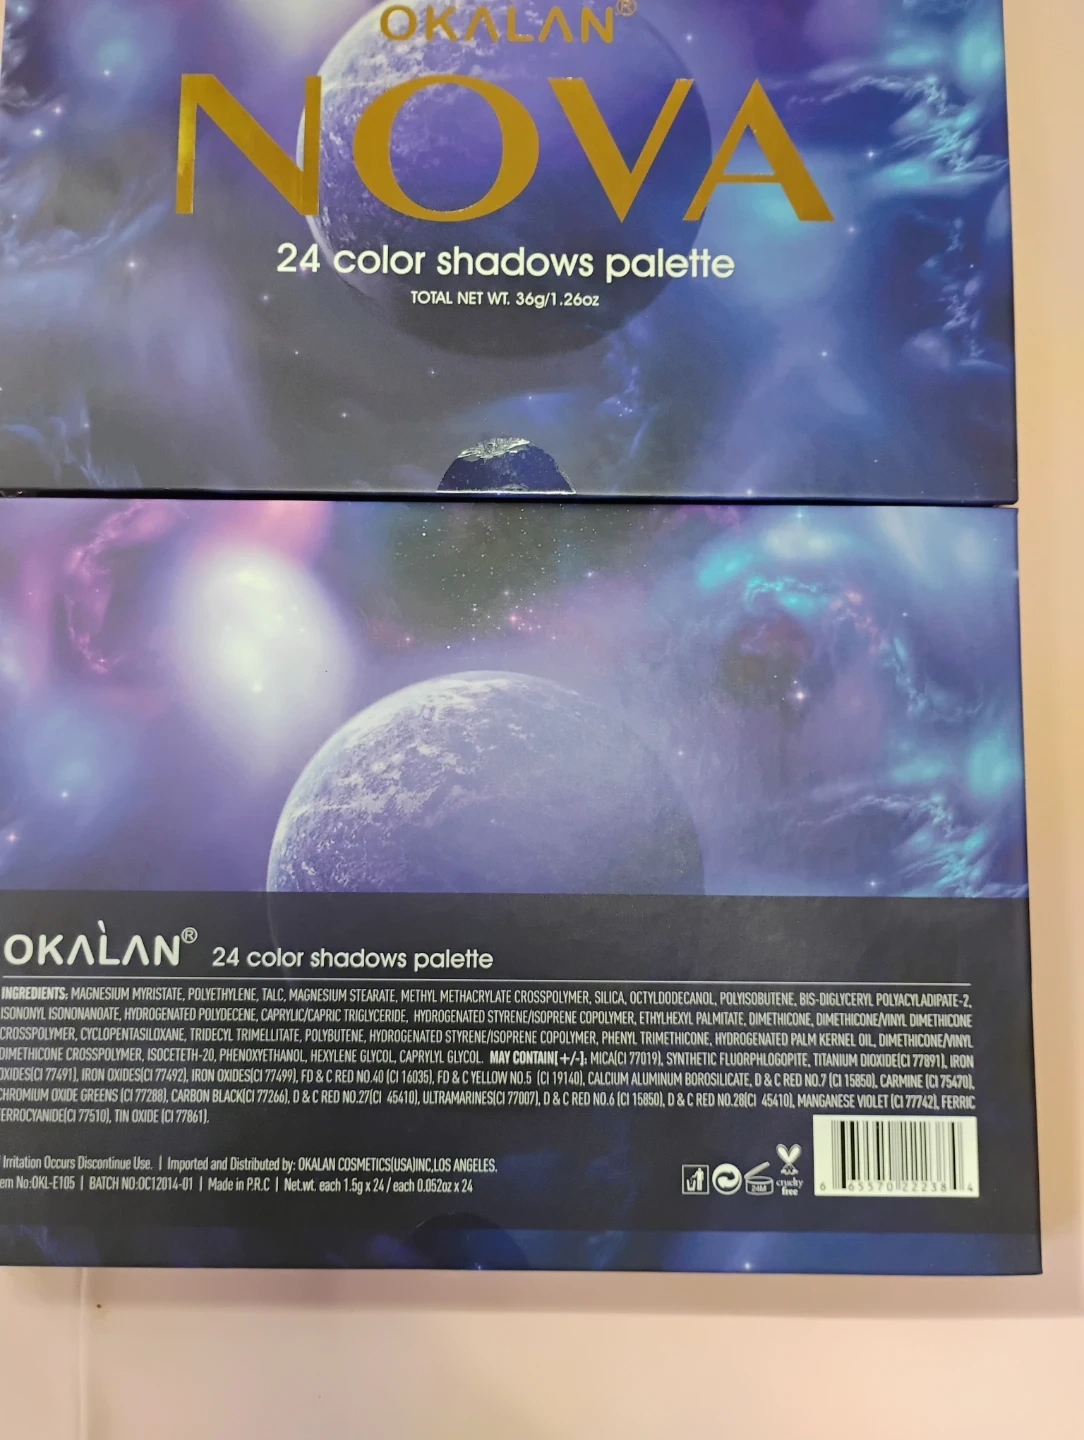 OKALAN®
NOVA
24 color shadows palette
TOTAL NET WT. 36g/1.26oz
OKALAN® 24 color shadows palette
INGREDIENTS: MAGNESIUM MYRISTATE, POLYETHYLENE, TALC, MAGNESIUM STEARATE, METHYL METHACRYLATE CROSSPOLYMER, SILICA, OCTYLDODECANOL, POLYISOBUTENE, BIS-DIGLYCERYL POLYACYLADIPATE-2,
ISONONYL ISONONANOATE, HYDROGENATED POLYDECENE, CAPRYLIC/CAPRIC TRIGLYCERIDE, HYDROGENATED STYRENE/ISOPRENE COPOLYMER, ETHYLHEXYL PALMITATE, DIMETHICONE, DIMETHICONE/VINYL DIMETHICONE
CROSSPOLYMER, CYCLOPENTASILOXANE, TRIDECYL TRIMELLITATE, POLYBUTENE, HYDROGENATED STYRENE/ISOPRENE COPOLYMER, PHENYL TRIMETHICONE, HYDROGENATED PALM KERNEL OIL, DIMETHICONE/VINYL
DIMETHICONE CROSSPOLYMER, ISOCETETH-20, PHENOXYETHANOL, HEXYLENE GLYCOL, CAPRYLYL GLYCOL. MAY CONTAIN[+/-]: MICA(CI 77019), SYNTHETIC FLUORPHLOGOPITE, TITANIUM DIOXIDE(CI 77891), IRON
OXIDES(CI 77491), IRON OXIDES(CI 77492), IRON OXIDES(CI 77499), FD & C RED NO.40 (CI 16035), FD & C YELLOW NO.5 (CI 19140), CALCIUM ALUMINUM BOROSILICATE, D & C RED NO.7 (CI 15850), CARMINE (CI 75470),
CHROMIUM OXIDE GREENS (CI 77288), CARBON BLACK(CI 77266), D & C RED NO.27(CI 45410), ULTRAMARINES(CI 77007), D & C RED NO.6 (CI 15850), D & C RED NO.28(CI 45410), MANGANESE VIOLET (CI 77742), FERRIC
FERROCYANIDE(CI 77510), TIN OXIDE (CI 77861).
Irritation Occurs Discontinue Use. | Imported and Distributed by: OKALAN COSMETICS(USA)INC,LOS ANGELES.
em No:OKL-E105 | BATCH NO:OC12014-01 | Made in P.R.C | Net.wt. each 1.5g x 24 / each 0.052oz x 24
24M
cruelty
free
6 65570 22238 4